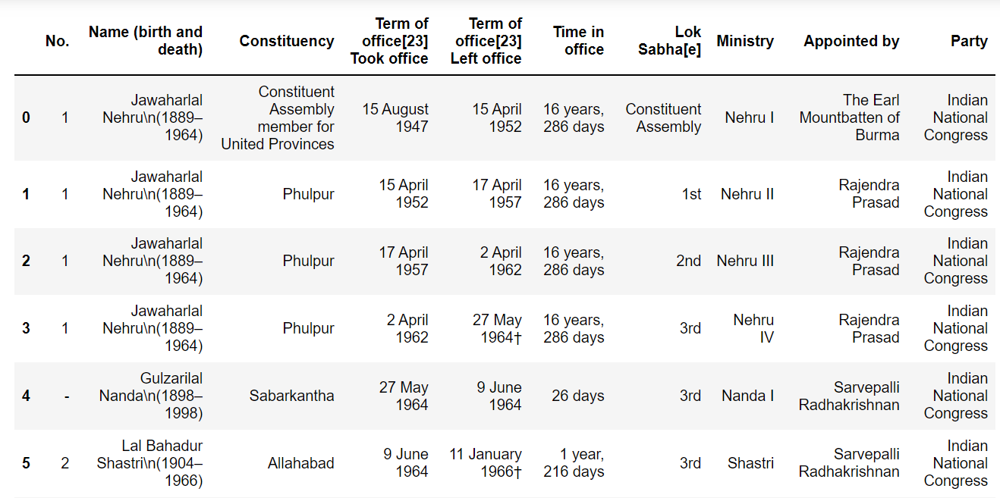 No. Name (birth and death) Constituency Term of office[23] Took office Term of office[23] Left office Time in office Lok Sabha[e] Ministry Appointed by Party
0 1 Jawaharlal Nehru\n(1889–1964) Constituent Assembly member for United Provinces 15 August 1947 15 April 1952 16 years, 286 days Constituent Assembly Nehru I The Earl Mountbatten of Burma Indian National Congress
1 1 Jawaharlal Nehru\n(1889–1964) Phulpur 15 April 1952 17 April 1957 16 years, 286 days 1st Nehru II Rajendra Prasad Indian National Congress
2 1 Jawaharlal Nehru\n(1889–1964) Phulpur 17 April 1957 2 April 1962 16 years, 286 days 2nd Nehru III Rajendra Prasad Indian National Congress
3 1 Jawaharlal Nehru\n(1889–1964) Phulpur 2 April 1962 27 May 1964† 16 years, 286 days 3rd Nehru IV Rajendra Prasad Indian National Congress
4 - Gulzarilal Nanda\n(1898–1998) Sabarkantha 27 May 1964 9 June 1964 26 days 3rd Nanda I Sarvepalli Radhakrishnan Indian National Congress
5 2 Lal Bahadur Shastri\n(1904–1966) Allahabad 9 June 1964 11 January 1966† 1 year, 216 days 3rd Shastri Sarvepalli Radhakrishnan Indian National Congress